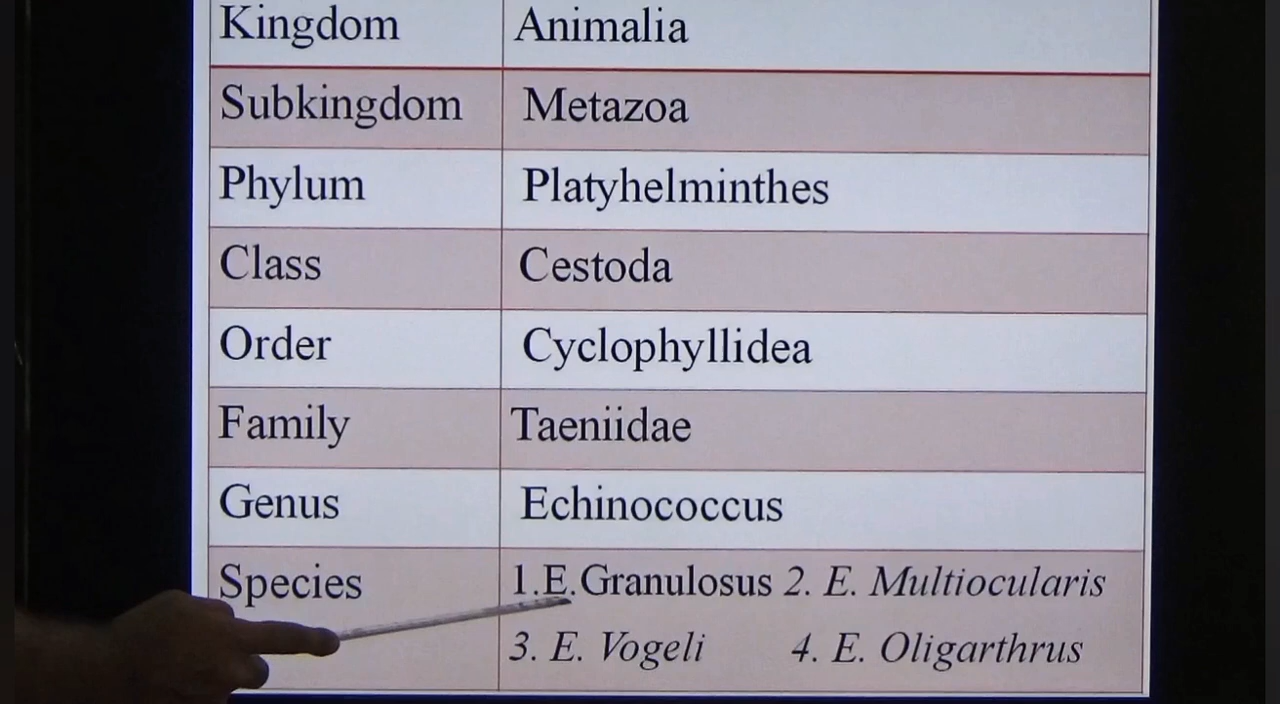 Kingdom Animalia
Subkingdom Metazoa
Phylum Platyhelminthes
Class Cestoda
Order Cyclophyllidea
Family Taeniidae
Genus Echinococcus
Species 1.E.Granulosus 2. E. Multiocularis
3. E. Vogeli 4. E. Oligarthrus